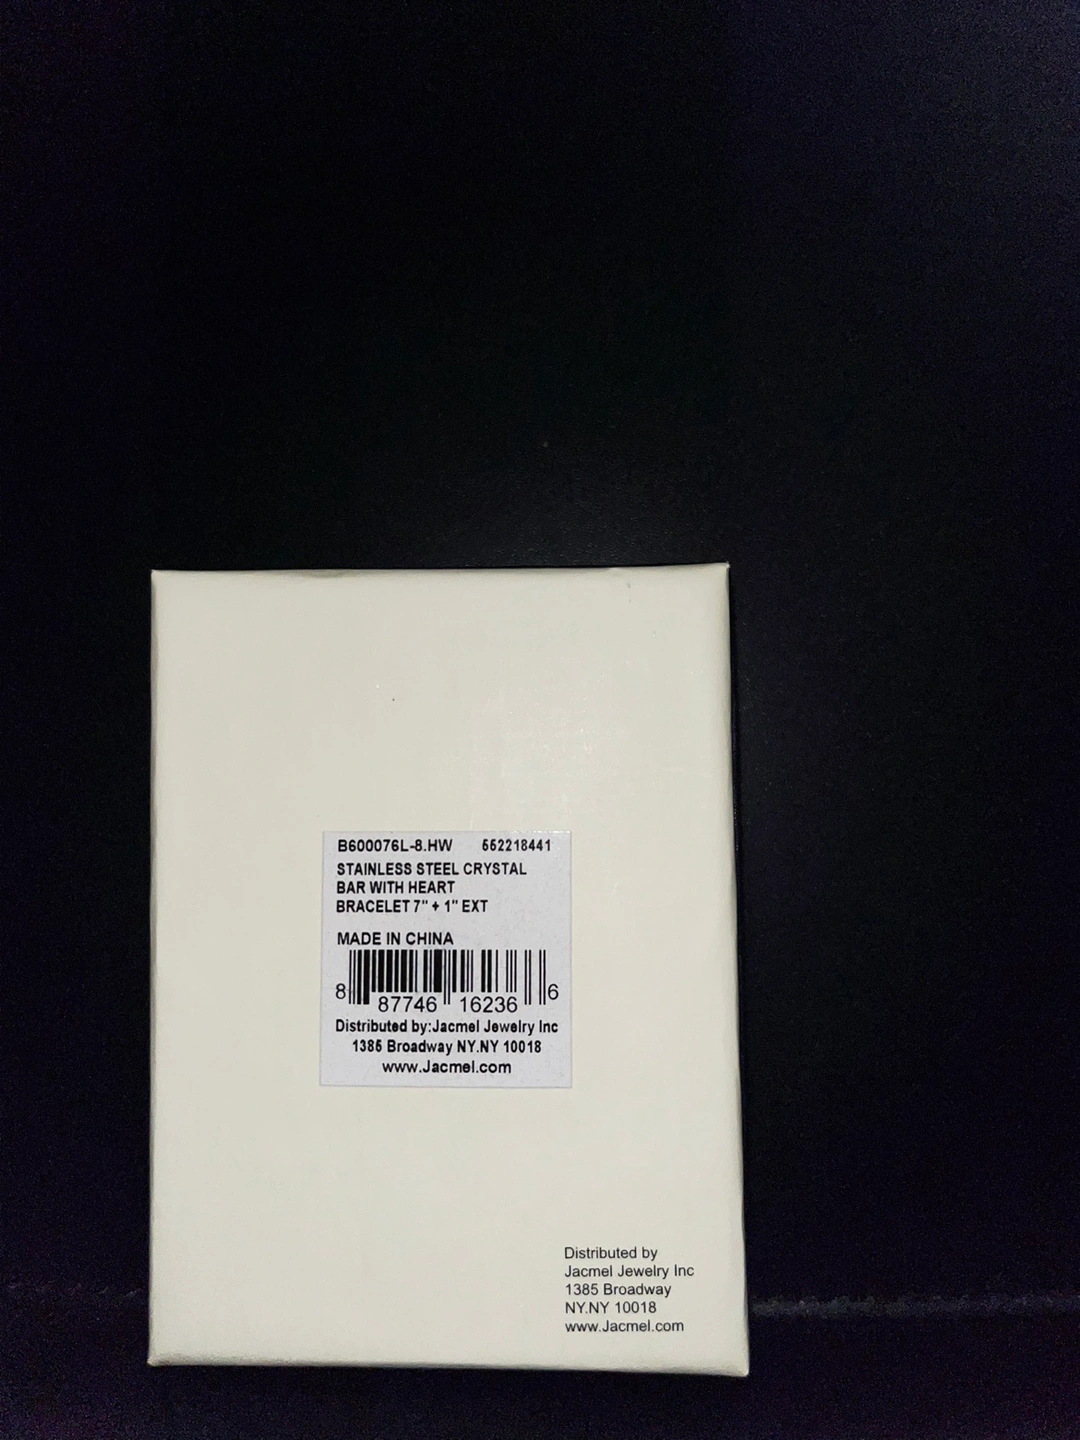 B600076L-8.HW 552218441
STAINLESS STEEL CRYSTAL
BAR WITH HEART
BRACELET 7" + 1" EXT
MADE IN CHINA
8 87746 16236 6
Distributed by:Jacmel Jewelry Inc
1385 Broadway NY.NY 10018
www.Jacmel.com
Distributed by
Jacmel Jewelry Inc
1385 Broadway
NY.NY 10018
www.Jacmel.com